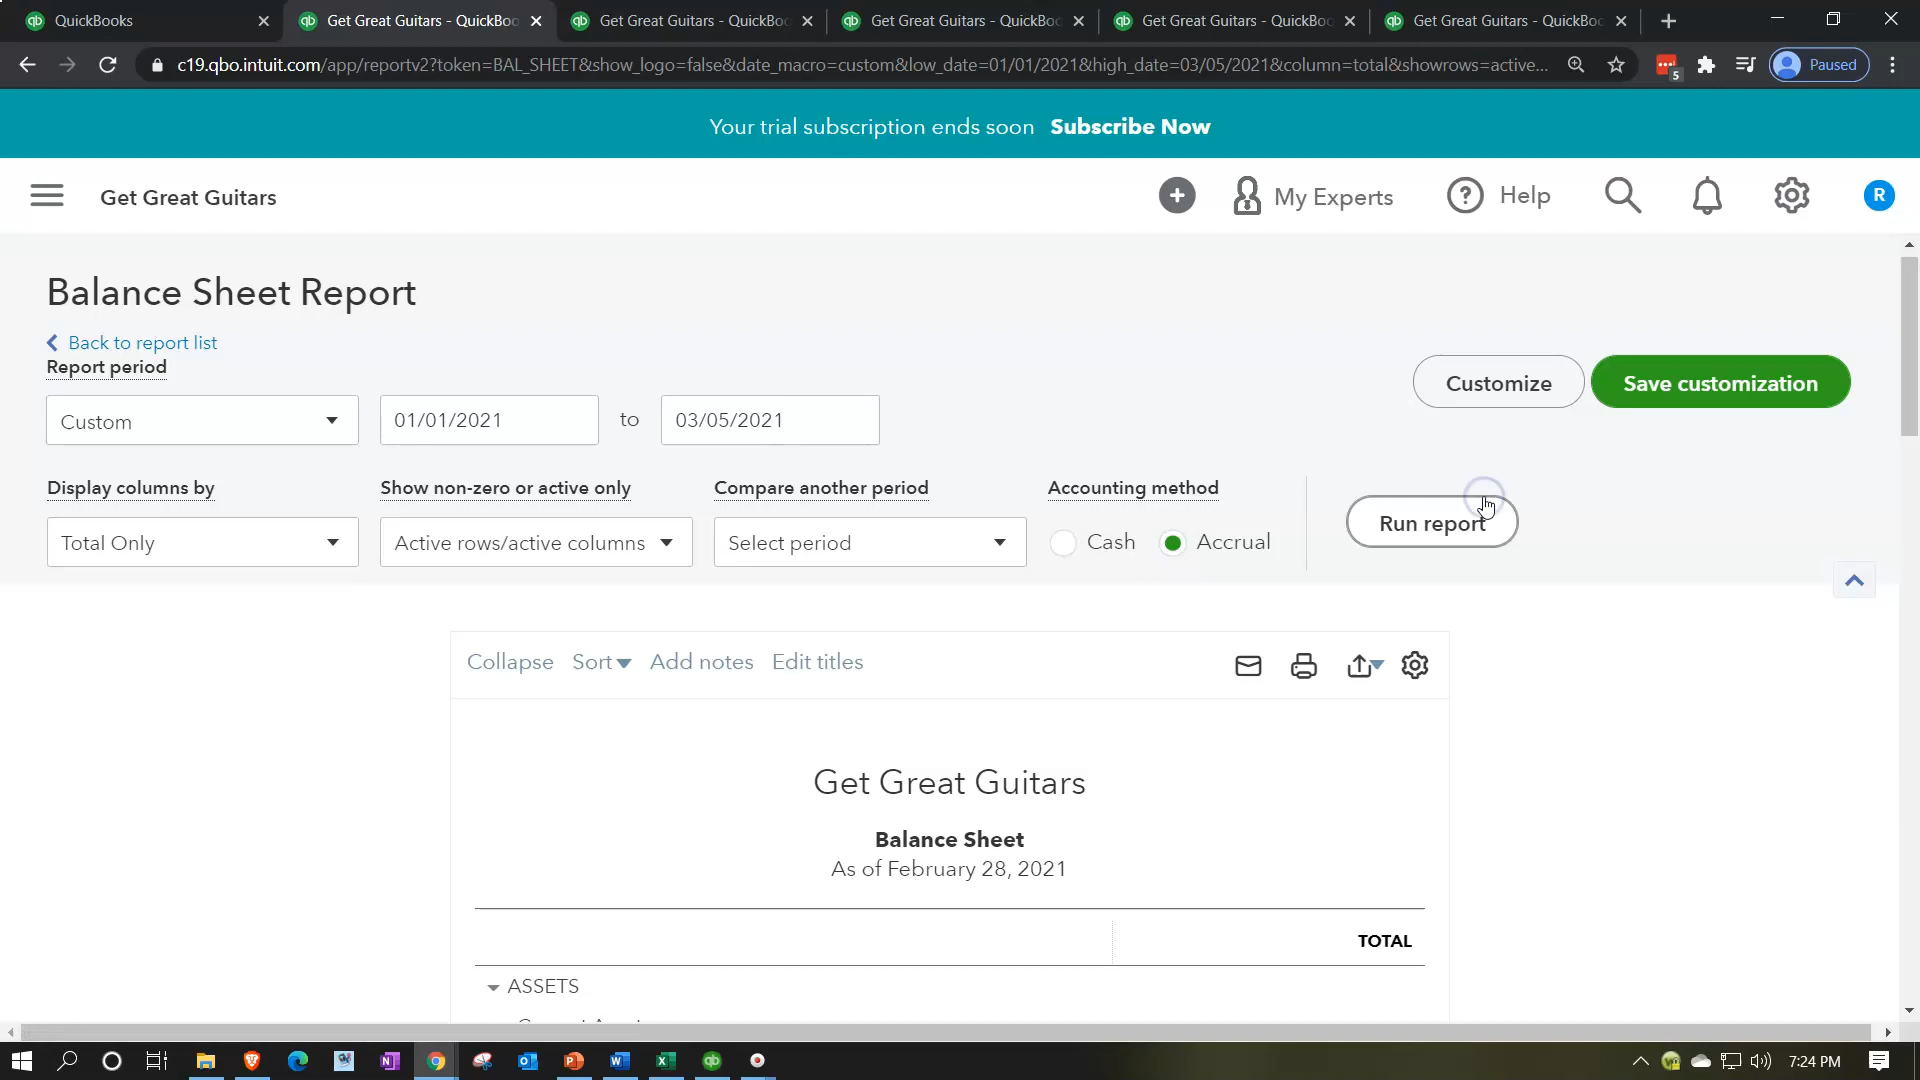 QuickBooks
Get Great Guitars - QuickBoo
Get Great Guitars - QuickBoo
Get Great Guitars - QuickBoo
Get Great Guitars - QuickBoo
Get Great Guitars - QuickBoo
c19.qbo.intuit.com/app/reportv2?token=BAL_SHEET&show_logo=false&date_macro=custom&low_date=01/01/2021&high_date=03/05/2021&column=total&showrows=active...
5
Paused
Your trial subscription ends soon Subscribe Now
Get Great Guitars
My Experts
Help
R
Balance Sheet Report
Back to report list
Report period
Customize
Save customization
Custom
01/01/2021
to
03/05/2021
Display columns by
Show non-zero or active only
Compare another period
Accounting method
Total Only
Active rows/active columns
Select period
Cash
Accrual
Run report
Collapse
Sort
Add notes
Edit titles
Get Great Guitars
Balance Sheet
As of February 28, 2021
TOTAL
ASSETS
7:24 PM